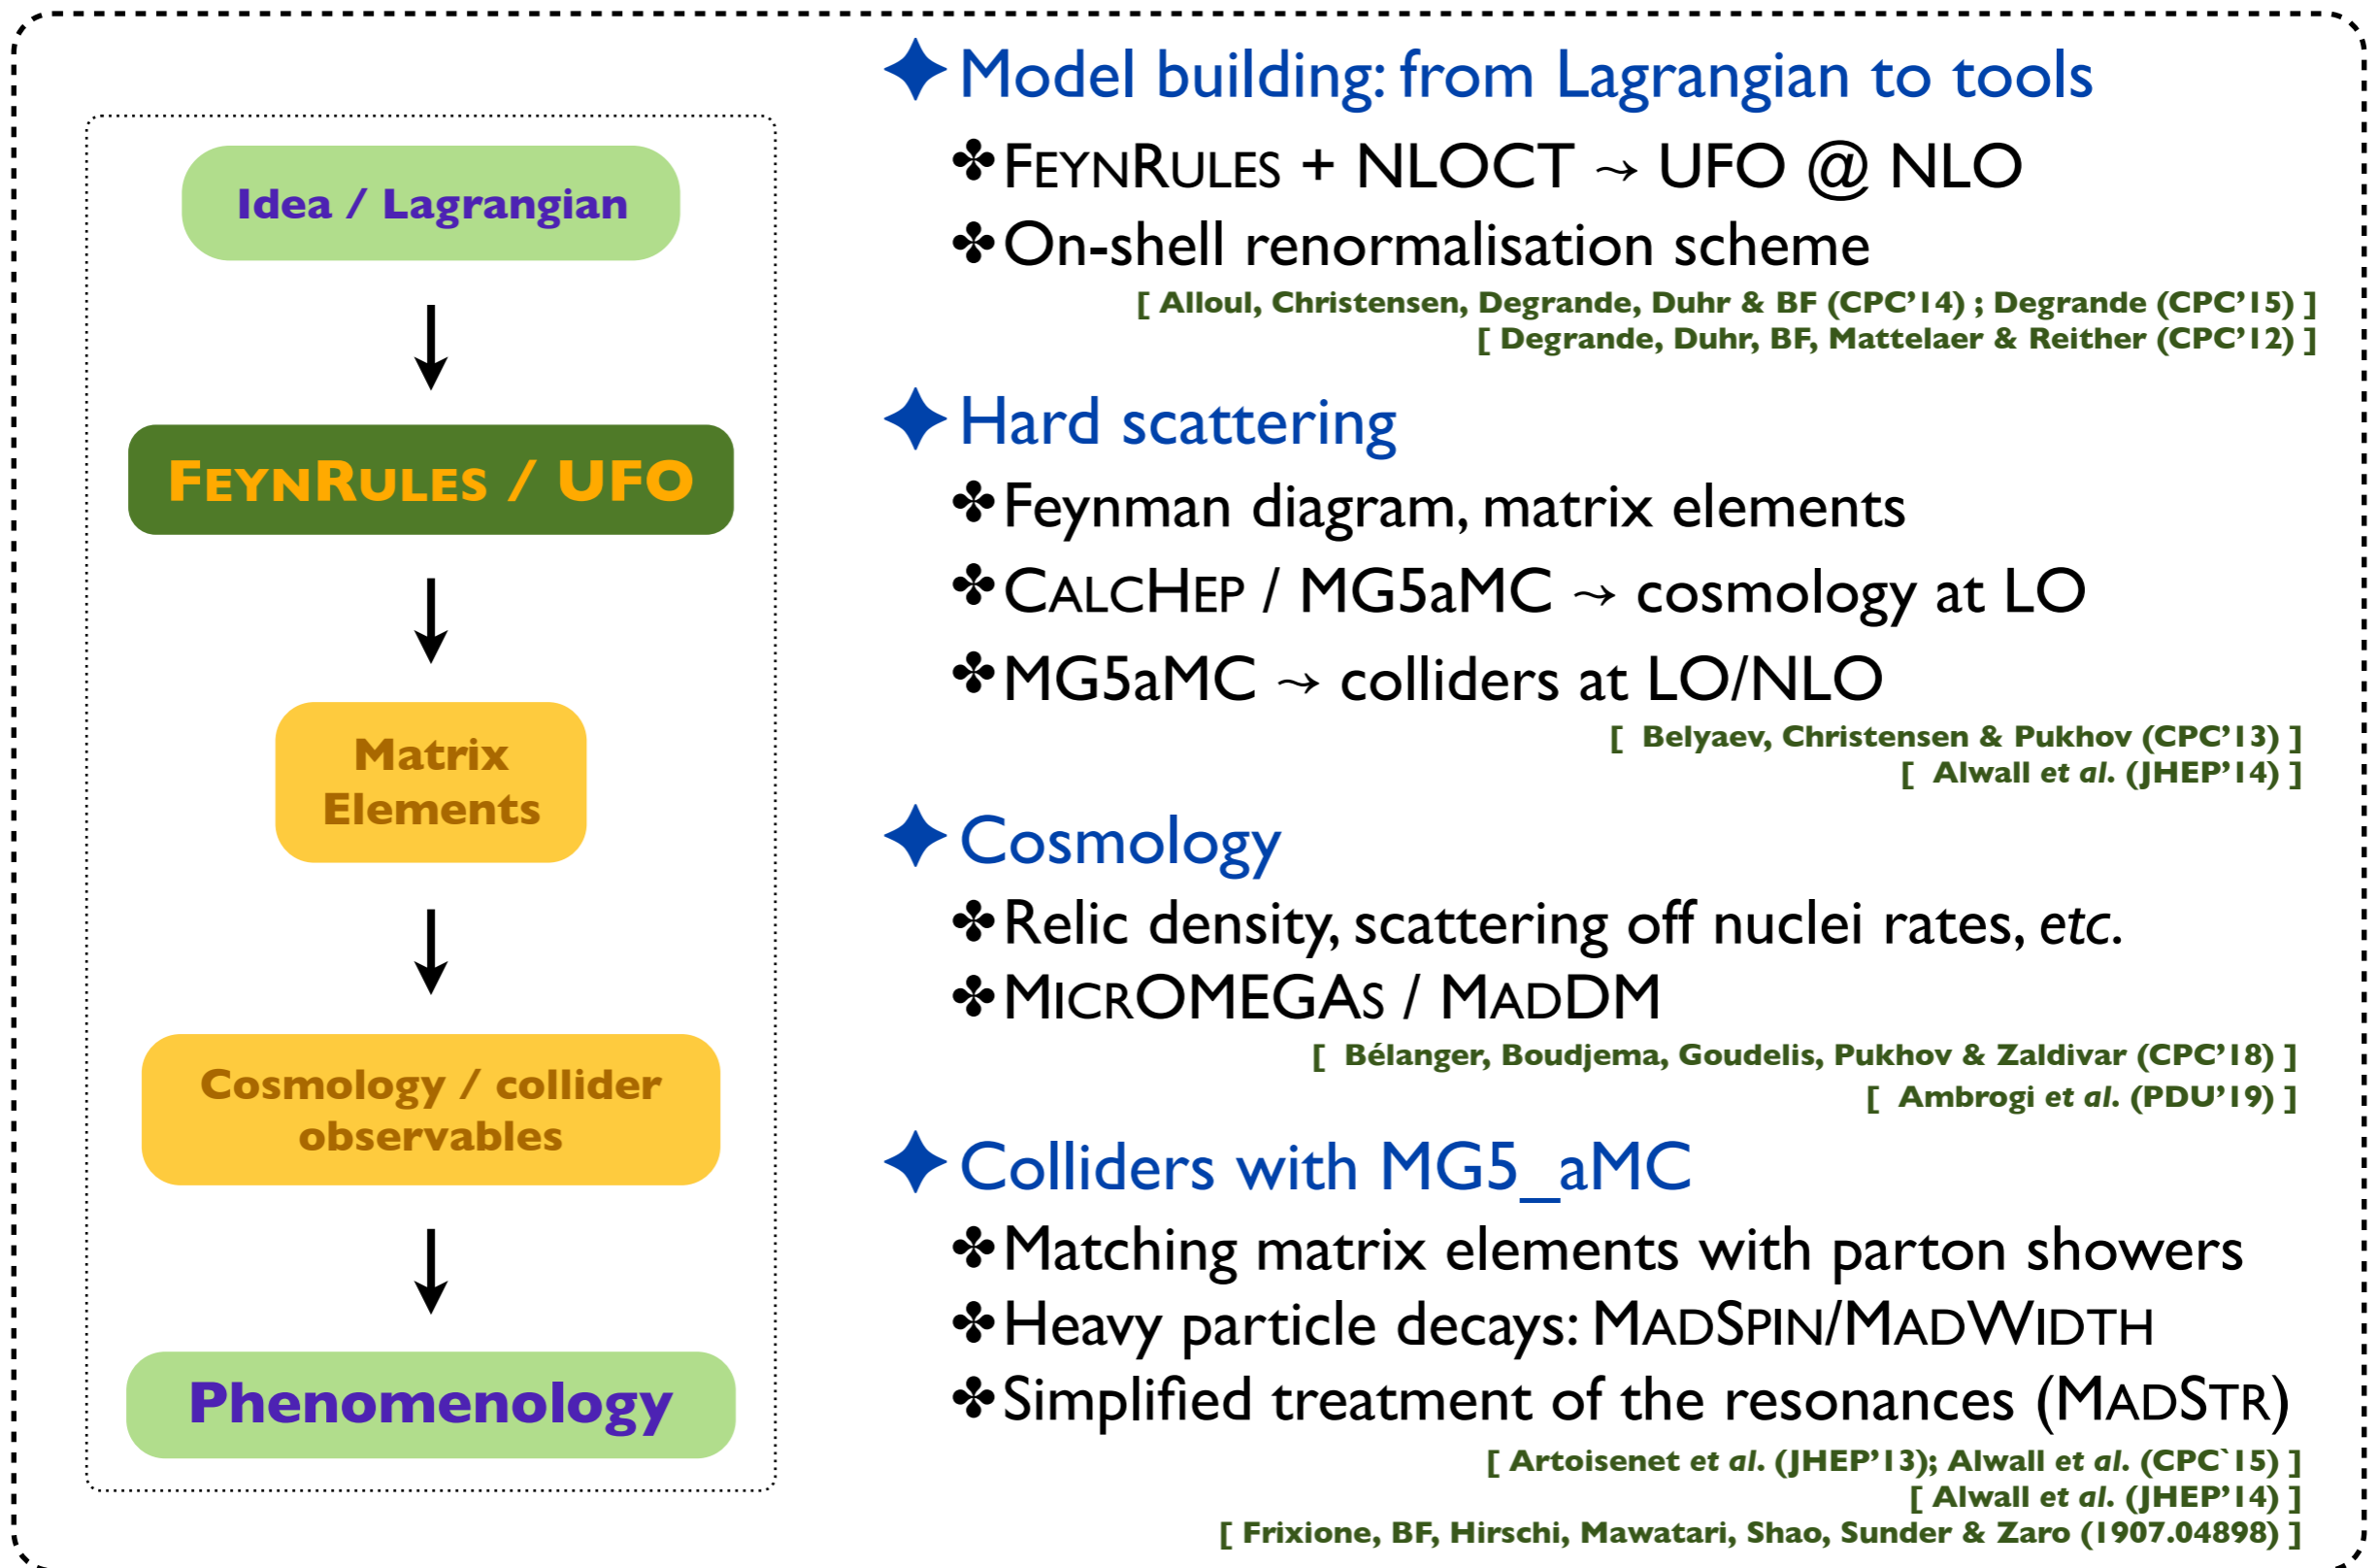 Idea / Lagrangian
FEYNRULES / UFO
Matrix
Elements
Cosmology / collider
observables
Phenomenology
Model building: from Lagrangian to tools
FEYNRULES + NLOCT → UFO @ NLO
On-shell renormalisation scheme
[ Alloul, Christensen, Degrande, Duhr & BF (CPC’14) ; Degrande (CPC’15) ]
[ Degrande, Duhr, BF, Mattelaer & Reither (CPC’12) ]
Hard scattering
Feynman diagram, matrix elements
CALCHEP / MG5aMC → cosmology at LO
MG5aMC → colliders at LO/NLO
[ Belyaev, Christensen & Pukhov (CPC’13) ]
[ Alwall et al. (JHEP’14) ]
Cosmology
Relic density, scattering off nuclei rates, etc.
MICROMEGAS / MADDM
[ Bélanger, Boudjema, Goudelis, Pukhov & Zaldivar (CPC’18) ]
[ Ambrogi et al. (PDU’19) ]
Colliders with MG5_aMC
Matching matrix elements with parton showers
Heavy particle decays: MADSPIN/MADWIDTH
Simplified treatment of the resonances (MADSTR)
[ Artoisenet et al. (JHEP’13); Alwall et al. (CPC`15) ]
[ Alwall et al. (JHEP’14) ]
[ Frixione, BF, Hirschi, Mawatari, Shao, Sunder & Zaro (1907.04898) ]